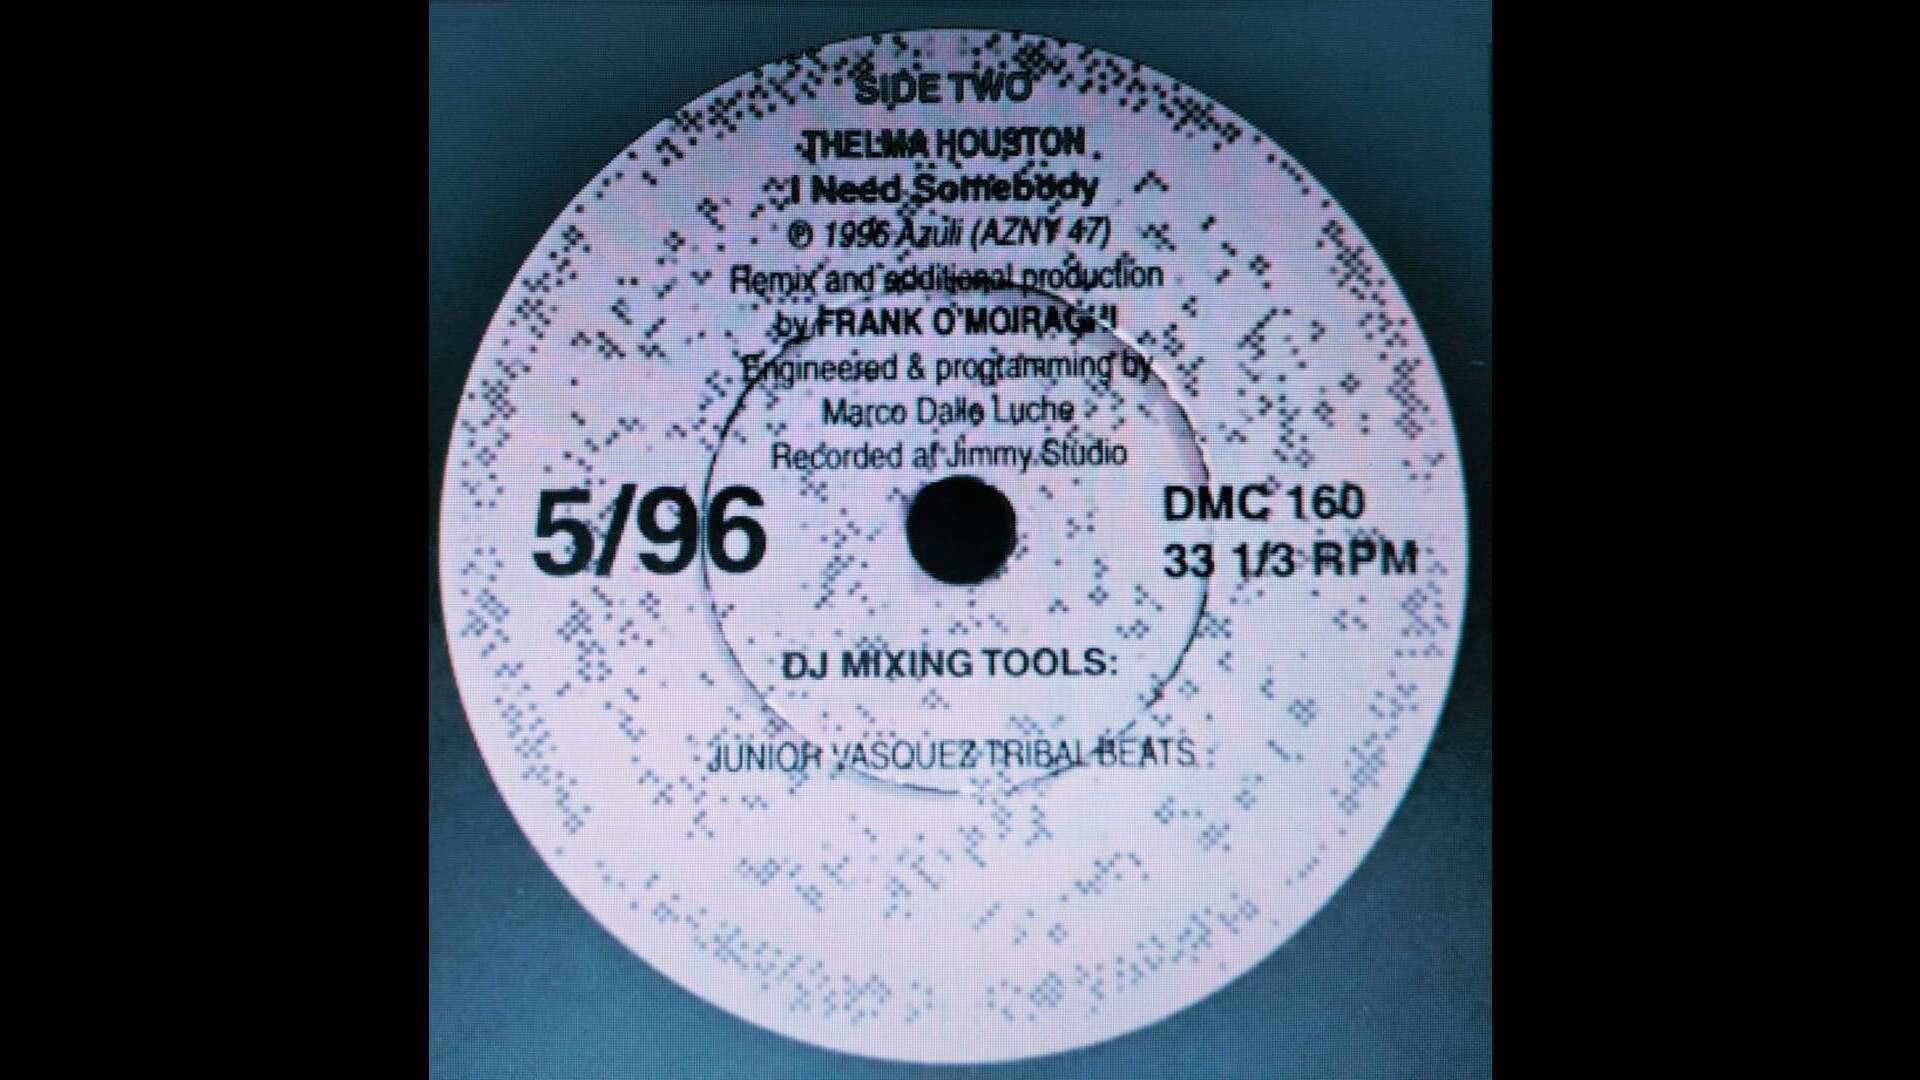 SIDE TWO
THELMA HOUSTON
I Need Somebody
℗ 1996 Azuli (AZNY 47)
Remix and additional production
by FRANK O'MOIRAGHI
Engineered & programming by
Marco Dalle Luche
Recorded at Jimmy Studio
5/96
DMC 160
33 1/3 RPM
DJ MIXING TOOLS:
JUNIOR VASQUEZ TRIBAL BEATS